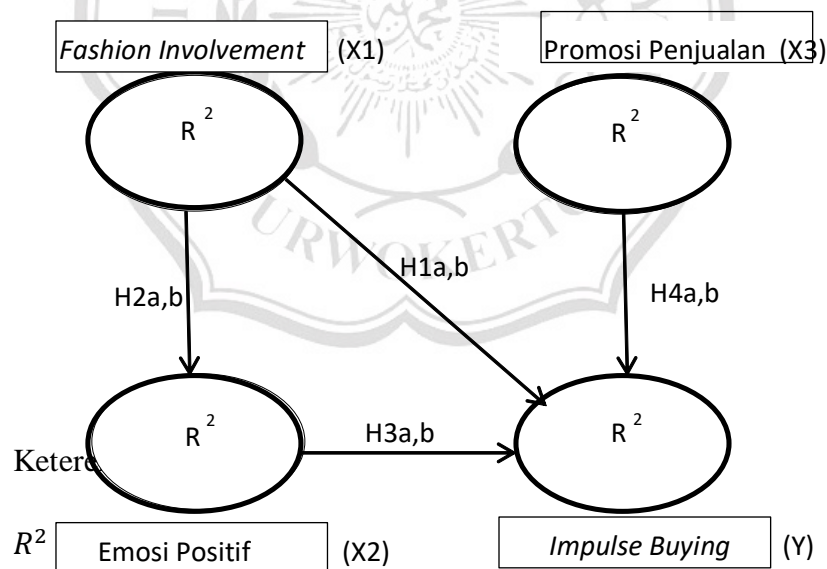 Fashion Involvement (X1)
Promosi Penjualan (X3)
R 2
R 2
URWOKERTO
H1a,b
H2a,b
H4a,b
R 2
R 2
H3a,b
Ketere
R2
Emosi Positif (X2)
Impulse Buying (Y)